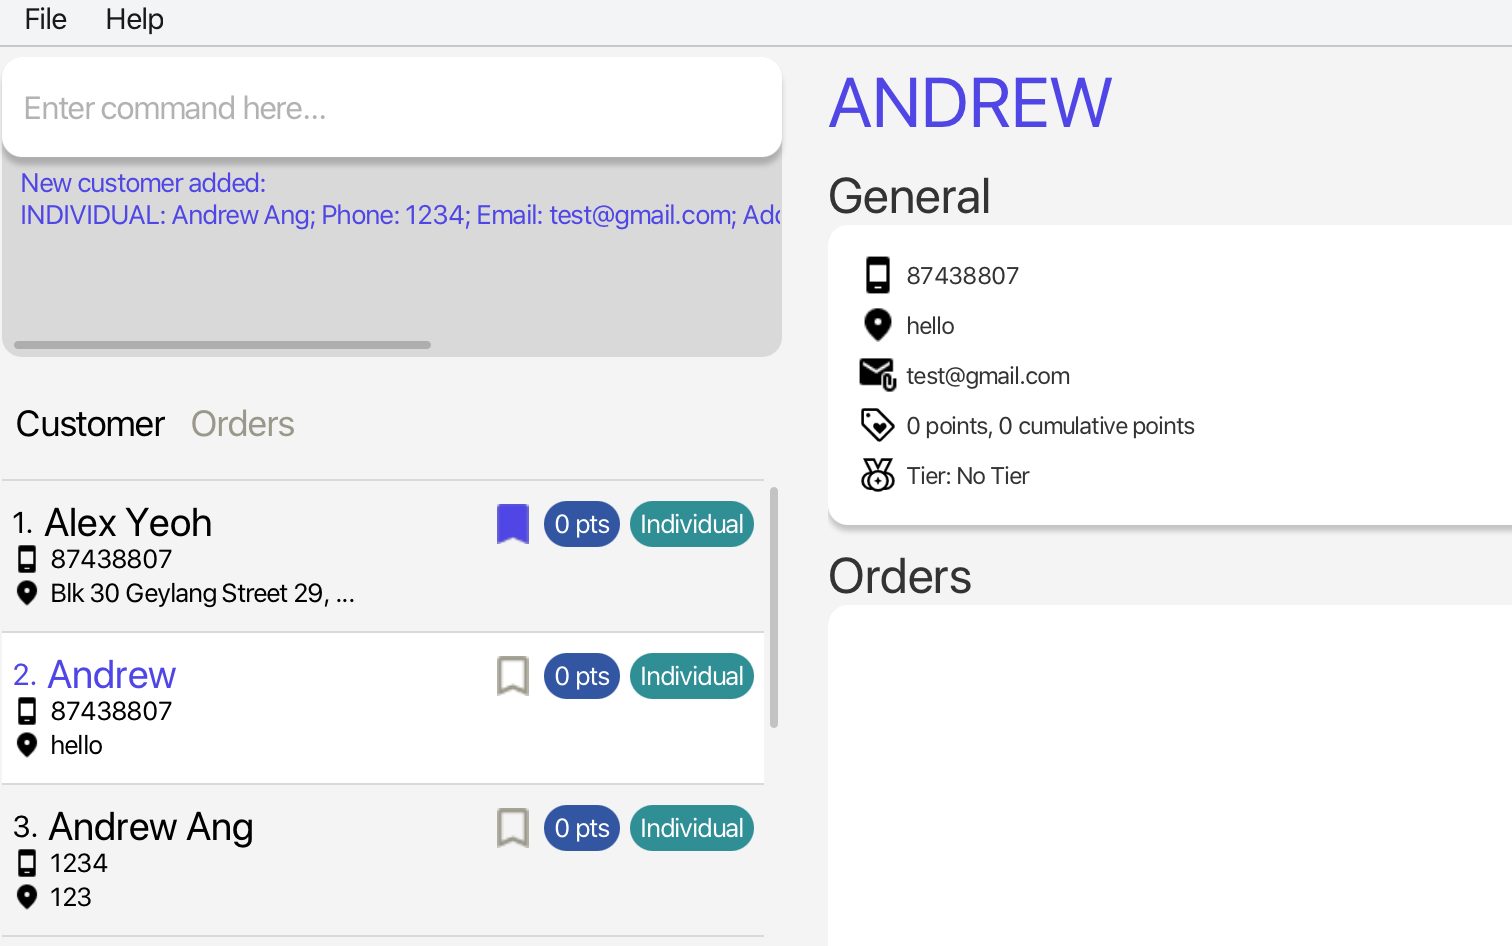 File Help
Enter command here...
New customer added:
INDIVIDUAL: Andrew Ang; Phone: 1234; Email: test@gmail.com;
Customer Orders
1. Alex Yeoh 0 pts Individual
87438807
Blk 30 Geylang Street 29, ...
2. Andrew 0 pts Individual
87438807
hello
3. Andrew Ang 0 pts Individual
1234
123
ANDREW
General
87438807
hello
test@gmail.com
0 points, 0 cumulative points
Tier: No Tier
Orders